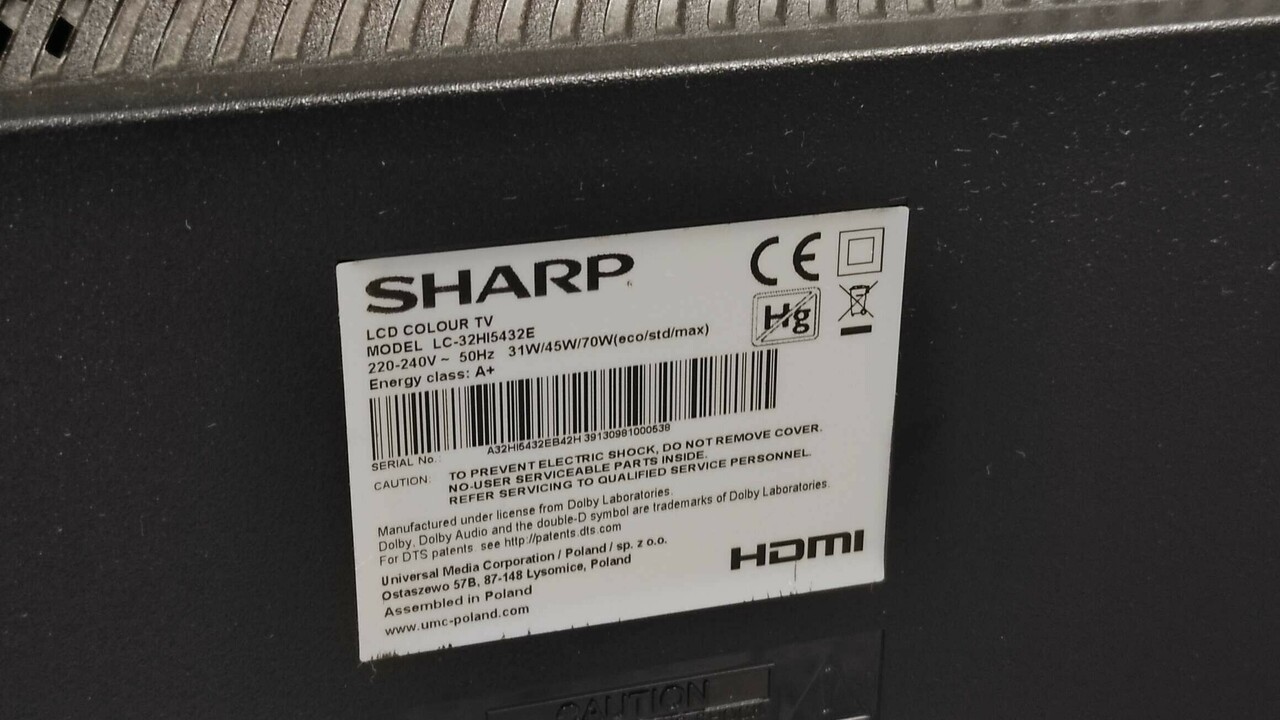 SHARP
CE
Hg
LCD COLOUR TV
MODEL LC-32HI5432E
220-240V ~ 50Hz 31W/45W/70W(eco/std/max)
Energy class: A+
A32HI5432EB42H 39130981000538
SERIAL No.:
CAUTION: TO PREVENT ELECTRIC SHOCK, DO NOT REMOVE COVER.
NO-USER SERVICEABLE PARTS INSIDE.
REFER SERVICING TO QUALIFIED SERVICE PERSONNEL.
Manufactured under license from Dolby Laboratories.
Dolby, Dolby Audio and the double-D symbol are trademarks of Dolby Laboratories.
For DTS patents see http://patents.dts.com
Universal Media Corporation / Poland / sp. z o.o.
Ostaszewo 57B, 87-148 Łysomice, Poland
Assembled in Poland
www.umc-poland.com
HDMI
CAUTION